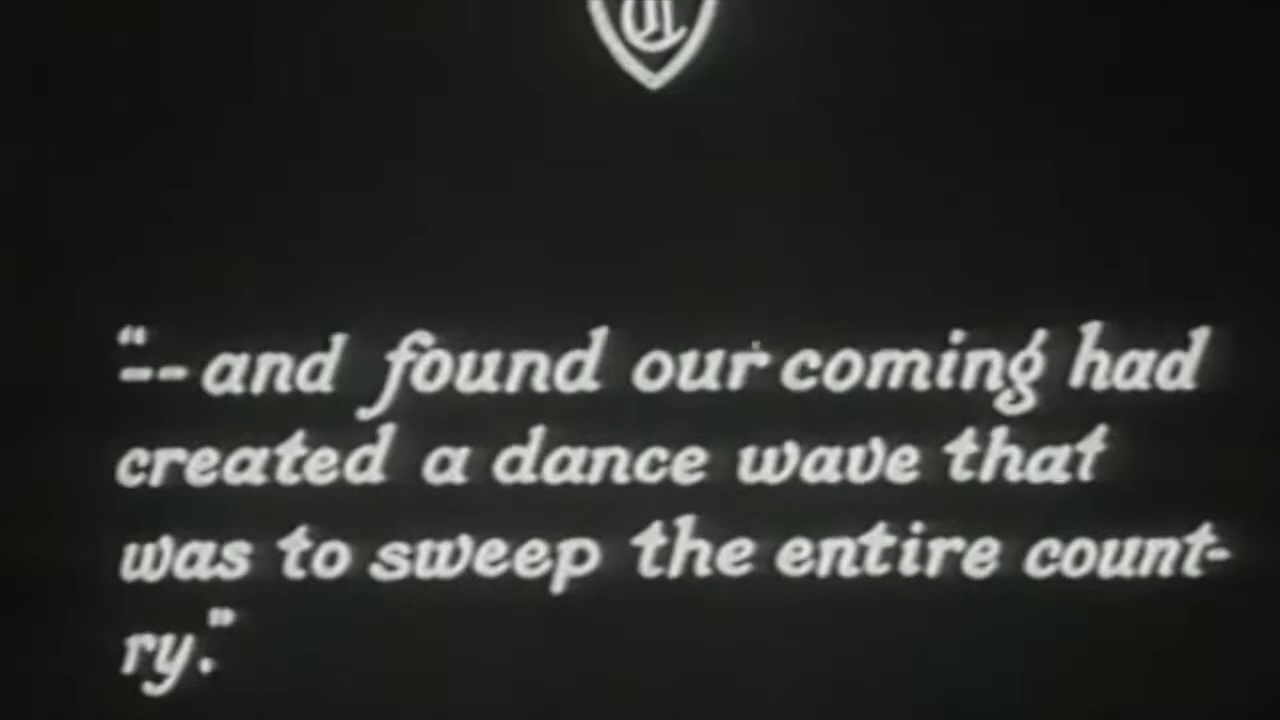 "-- and found our coming had
created a dance wave that
was to sweep the entire count-
ry."